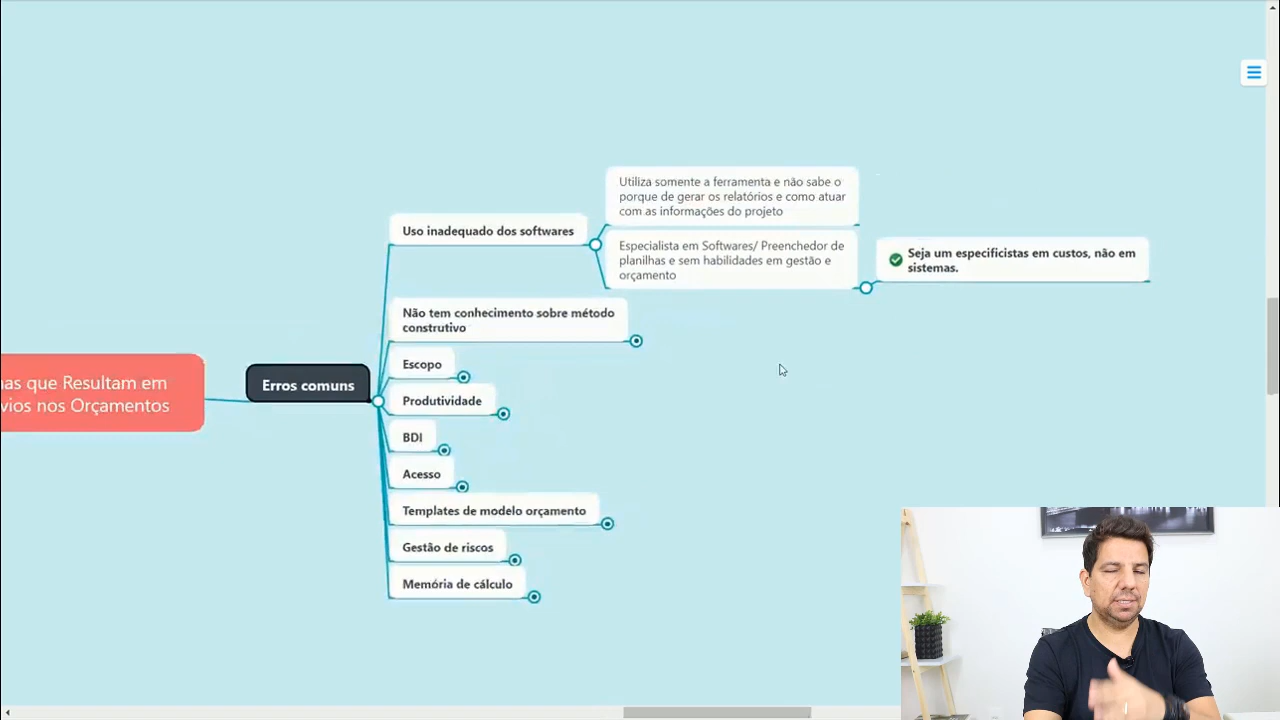 Utiliza somente a ferramenta e não sabe o
porque de gerar os relatórios e como atuar
com as informações do projeto
Uso inadequado dos softwares
Especialista em Softwares/ Preenchedor de
planilhas e sem habilidades em gestão e
orçamento
Seja um especificistas em custos, não em
sistemas.
Não tem conhecimento sobre método
construtivo
Escopo
que Resultam em
nos Orçamentos
Erros comuns
Produtividade
BDI
Acesso
Templates de modelo orçamento
Gestão de riscos
Memória de cálculo